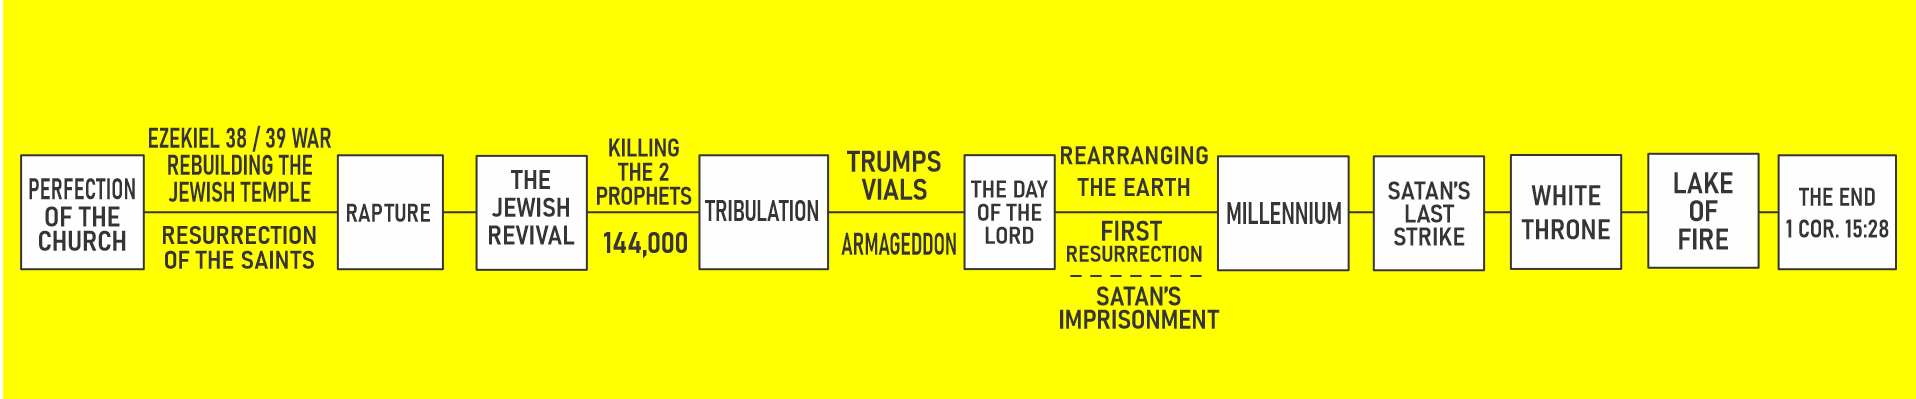 PERFECTION
OF THE
CHURCH
EZEKIEL 38 / 39 WAR
REBUILDING THE
JEWISH TEMPLE
RESURRECTION
OF THE SAINTS
RAPTURE
THE
JEWISH
REVIVAL
KILLING
THE 2
PROPHETS
144,000
TRIBULATION
TRUMPS
VIALS
ARMAGEDDON
THE DAY
OF THE
LORD
REARRANGING
THE EARTH
FIRST
RESURRECTION
SATAN'S
IMPRISONMENT
MILLENNIUM
SATAN'S
LAST
STRIKE
WHITE
THRONE
LAKE
OF
FIRE
THE END
1 COR. 15:28